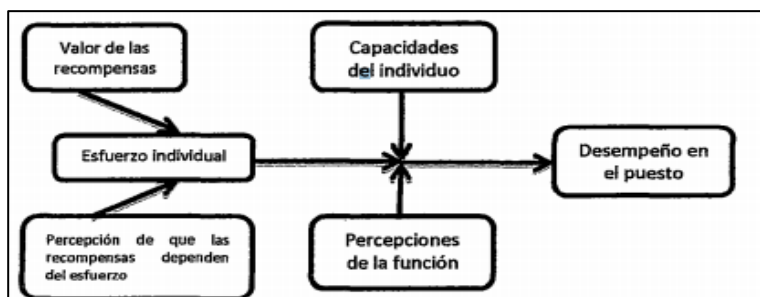 Valor de las
recompensas
Capacidades
del individuo
Esfuerzo individual
Desempeño en
el puesto
Percepción de que las
recompensas dependen
del esfuerzo
Percepciones
de la función